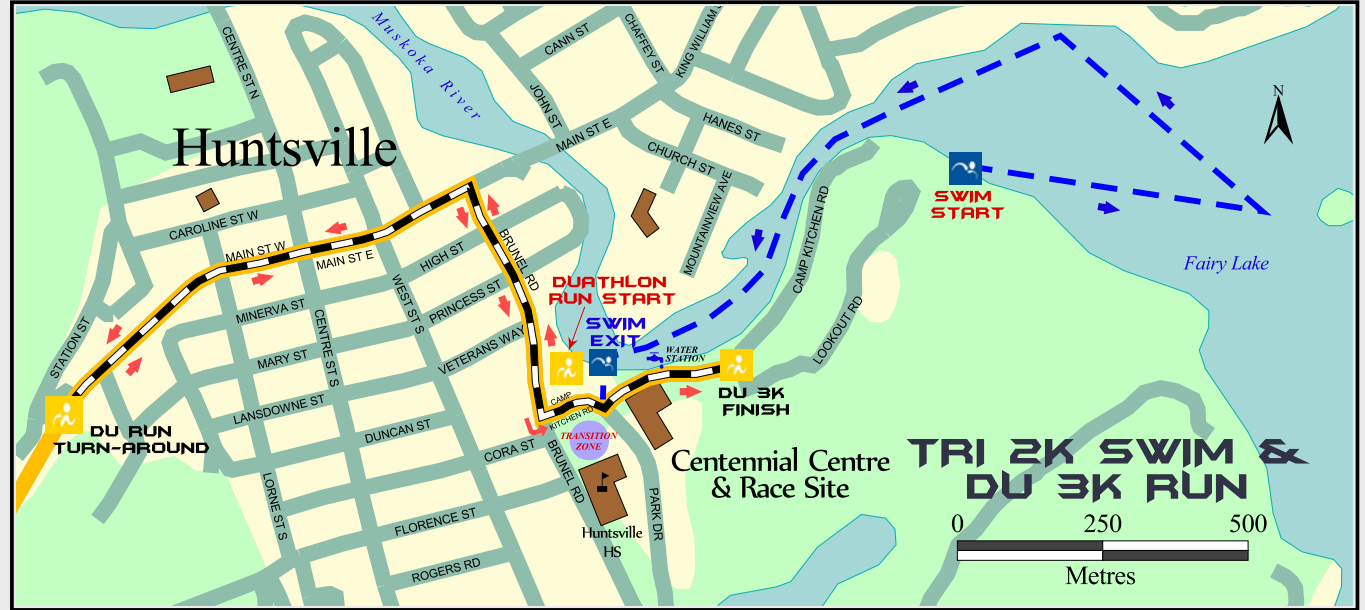 CENTRE ST N
Muskoka River
CANN ST
CHAFFEY ST
KING WILLIAM
JOHN ST
MAIN ST E
HANES ST
CHURCH ST
N
Huntsville
MOUNTAINVIEW AVE
CAMP KITCHEN RD
SWIM
START
CAROLINE ST W
MAIN ST W
MAIN ST E
HIGH ST
BRUNEL RD
Fairy Lake
DUATHLON
RUN START
WEST ST S
PRINCESS ST
MINERVA ST
CENTRE ST S
STATION ST
SWIM
EXIT
VETERANS WAY
WATER
STATION
LOOKOUT RD
MARY ST
LANSDOWNE ST
CAMP
KITCHEN RD
DU 3K
FINISH
DU RUN
TURN-AROUND
DUCAN ST
CORA ST
TRANSITION
ZONE
BRUNEL RD
Centennial Centre
& Race Site
TRI 2K SWIM &
DU 3K RUN
LORNE ST S
FLORENCE ST
PARK DR
Huntsville
HS
ROGERS RD
0 250 500
Metres